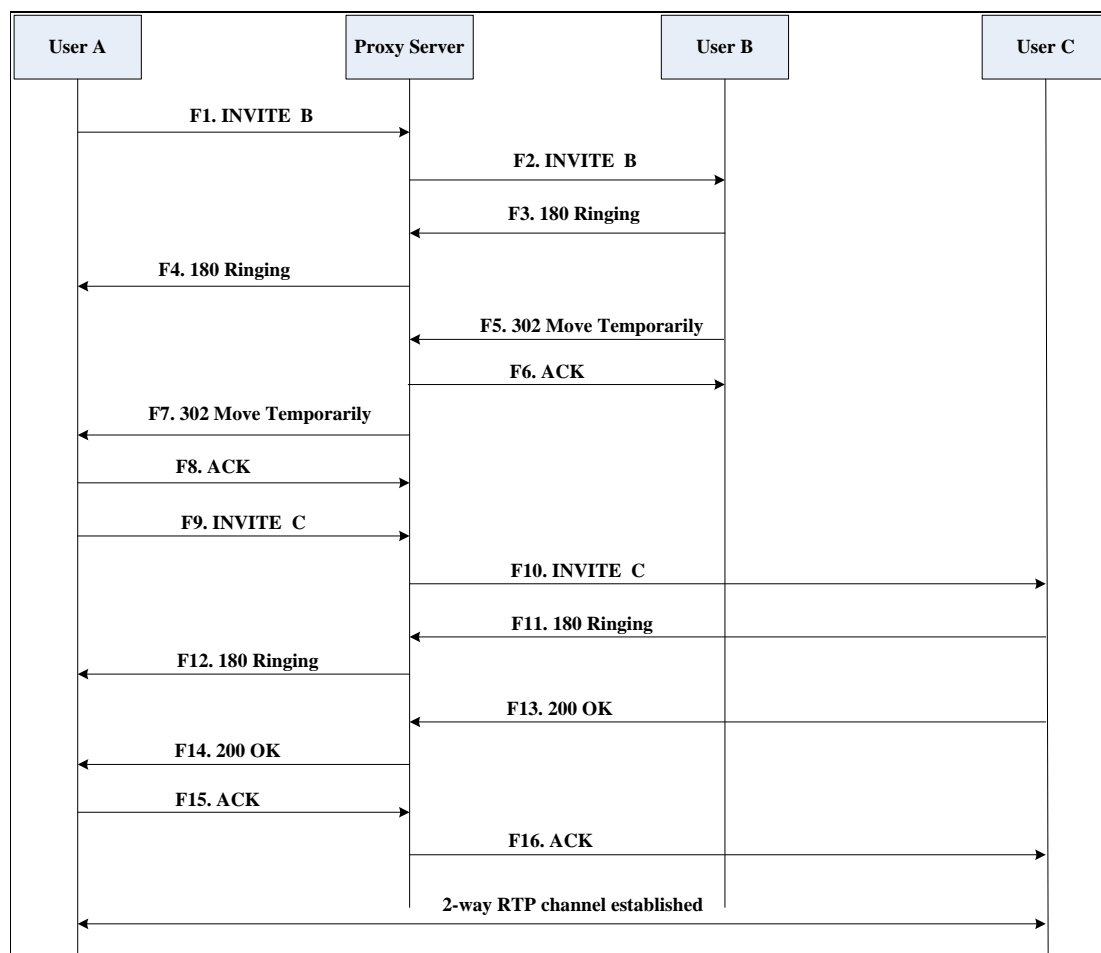 User A
Proxy Server
User B
User C
F1. INVITE B
F2. INVITE B
F3. 180 Ringing
F4. 180 Ringing
F5. 302 Move Temporarily
F6. ACK
F7. 302 Move Temporarily
F8. ACK
F9. INVITE C
F10. INVITE C
F11. 180 Ringing
F12. 180 Ringing
F13. 200 OK
F14. 200 OK
F15. ACK
F16. ACK
2-way RTP channel established